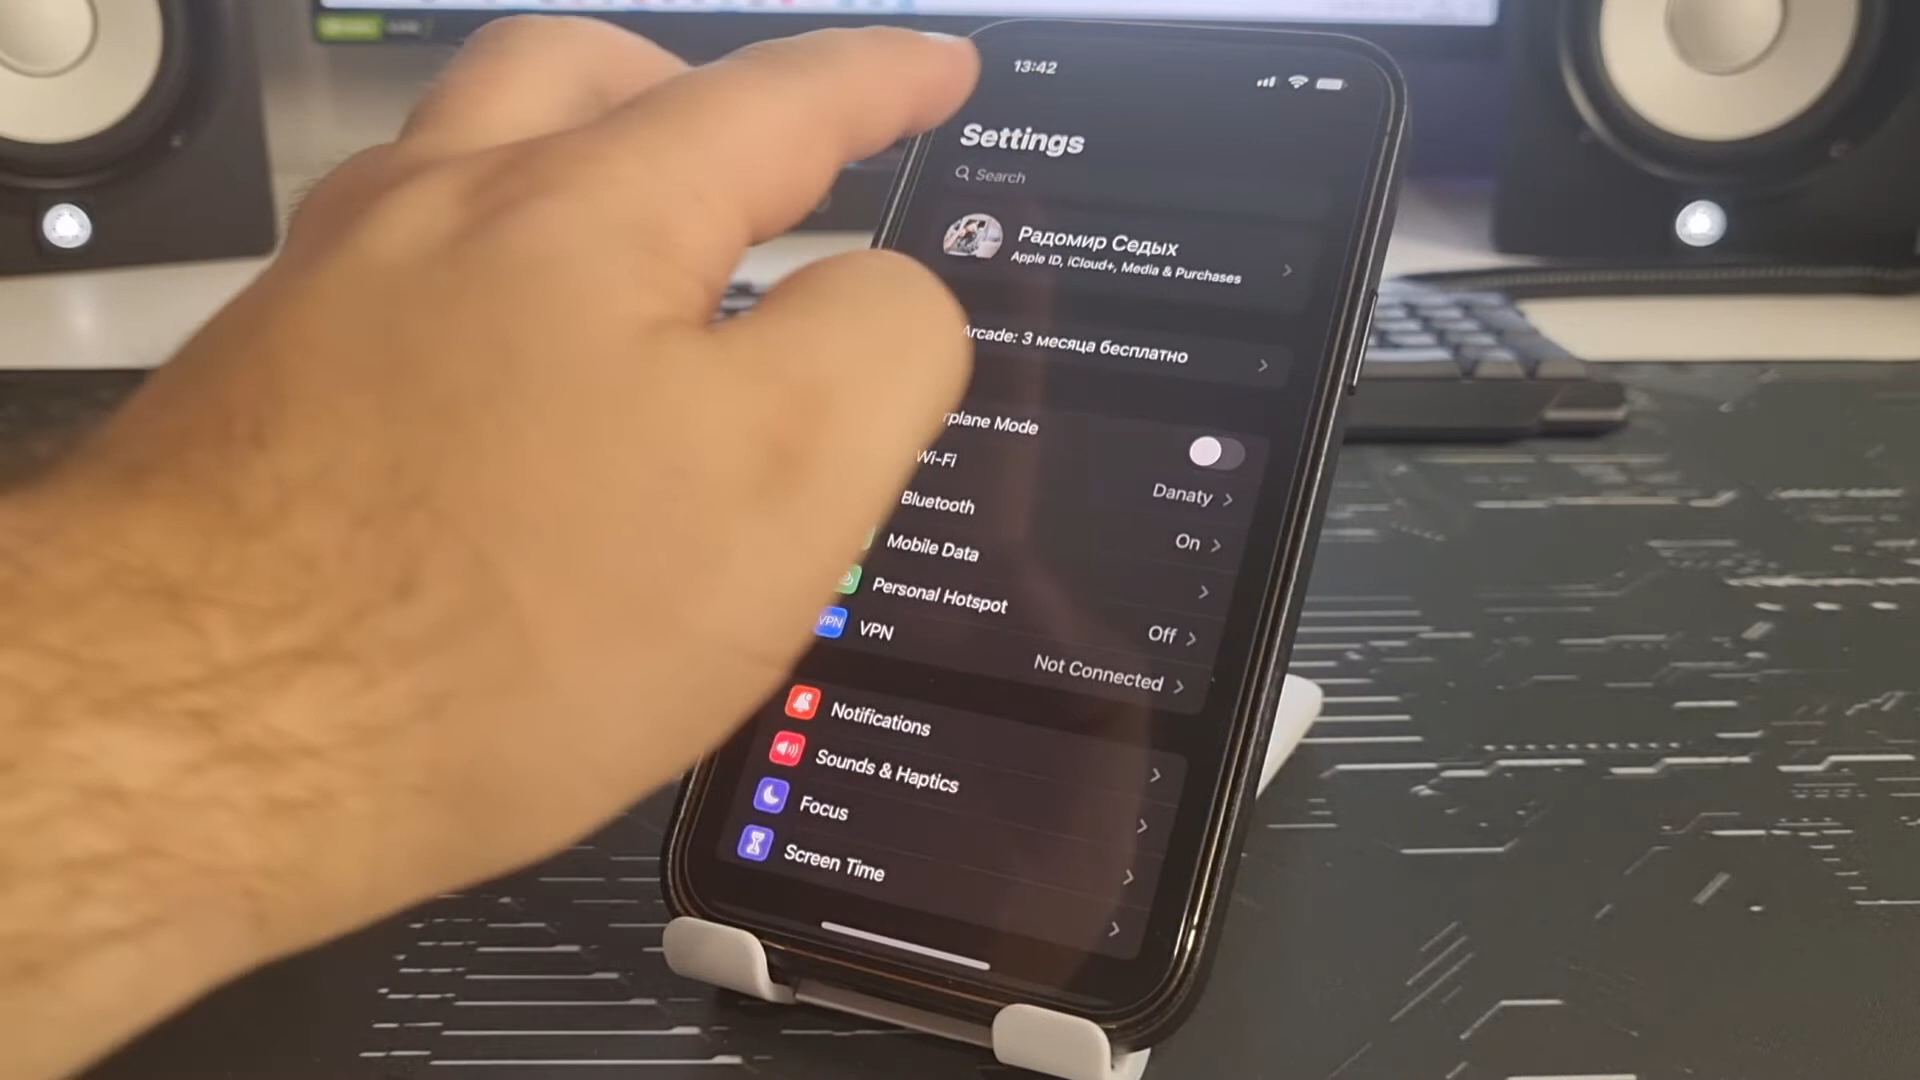 13:42
Settings
Search
Радомир Седых
Apple ID, iCloud+, Media & Purchases
Arcade: 3 месяца бесплатно
rplane Mode
Wi-Fi
Danaty
Bluetooth
On
Mobile Data
Personal Hotspot
Off
VPN
VPN
Not Connected
Notifications
Sounds & Haptics
Focus
Screen Time